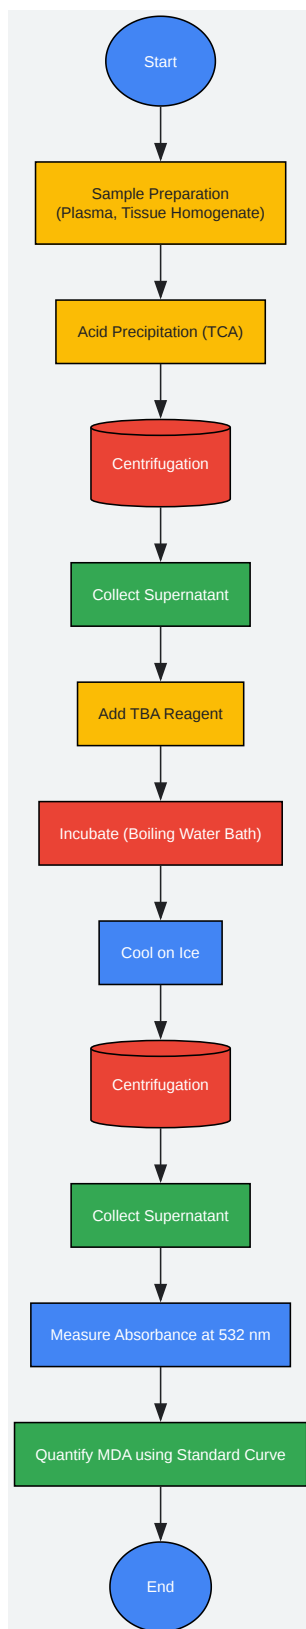 Start
Sample Preparation
(Plasma, Tissue Homogenate)
Acid Precipitation (TCA)
Centrifugation
Collect Supernatant
Add TBA Reagent
Incubate (Boiling Water Bath)
Cool on Ice
Centrifugation
Collect Supernatant
Measure Absorbance at 532 nm
Quantify MDA using Standard Curve
End